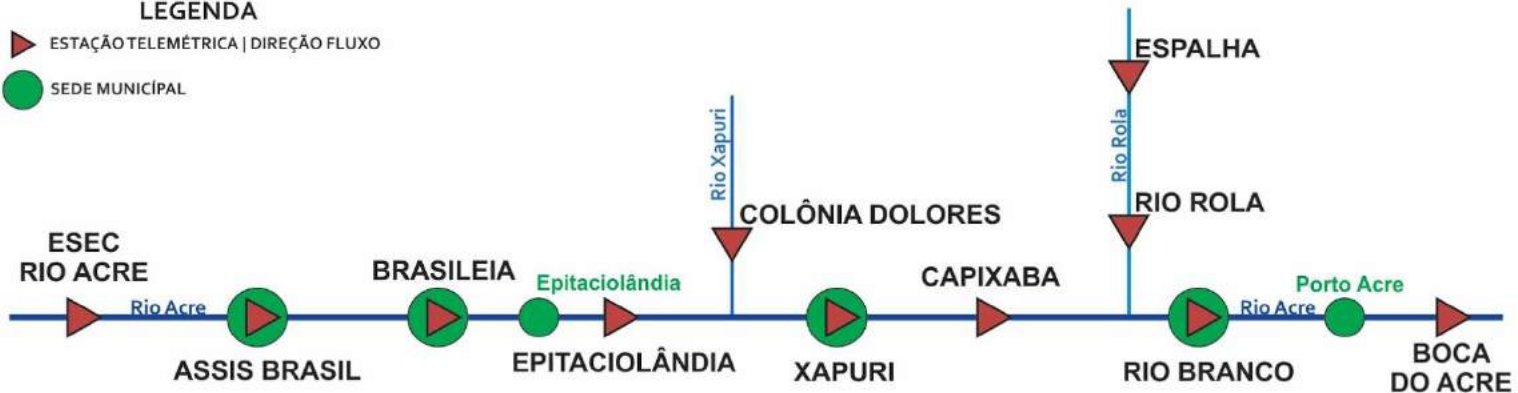 LEGENDA
ESTAÇÃO TELEMÉTRICA | DIREÇÃO FLUXO
SEDE MUNICÍPAL
ESPALHA
Rio Xapuri
Rio Rola
COLÔNIA DOLORES
RIO ROLA
ESEC
RIO ACRE
BRASILEIA
Epitaciolândia
CAPIXABA
Porto Acre
Rio Acre
Rio Acre
ASSIS BRASIL
EPITACIOLÂNDIA
XAPURI
RIO BRANCO
BOCA
DO ACRE